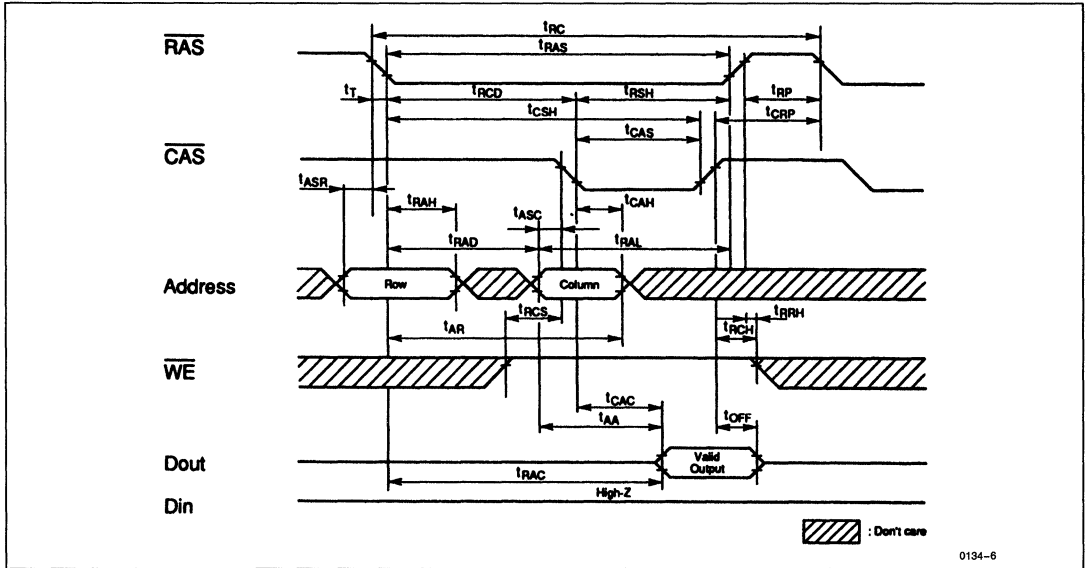 tRC
RAS
tRAS
tT
tRCD
tRSH
tRP
tCSH
tCRP
tCAS
CAS
tASR
tRAH
tASC
tCAH
tRAD
tRAL
Address
Row
Column
tRCS
tRRH
tAR
tRCH
WE
tCAC
tAA
tOFF
Dout
Valid
Output
tRAC
High-Z
Din
: Don't care
0134-6